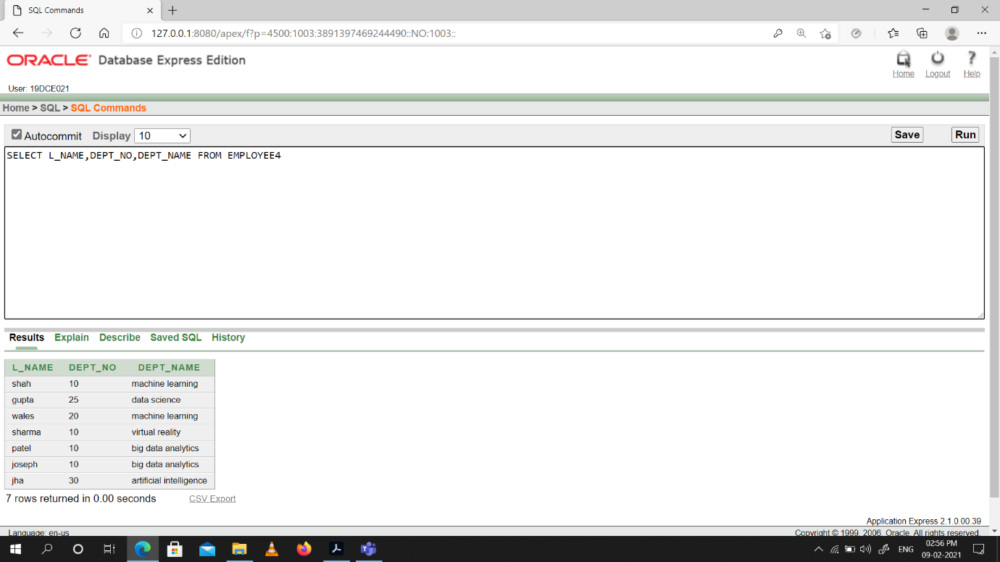 SQL Commands
127.0.0.1:8080/apex/f?p=4500:1003:3891397469244490::NO:1003::
ORACLE Database Express Edition
Home Logout Help
User: 19DCE021
Home > SQL > SQL Commands
Autocommit Display 10 Save Run
SELECT L_NAME,DEPT_NO,DEPT_NAME FROM EMPLOYEE4
Results Explain Describe Saved SQL History
L_NAME DEPT_NO DEPT_NAME
shah 10 machine learning
gupta 25 data science
wales 20 machine learning
sharma 10 virtual reality
patel 10 big data analytics
joseph 10 big data analytics
jha 30 artificial intelligence
7 rows returned in 0.00 seconds CSV Export
Application Express 2.1.0.00.39
Language: en-us Copyright © 1999, 2006, Oracle. All rights reserved.
ENG 02:56 PM
09-02-2021